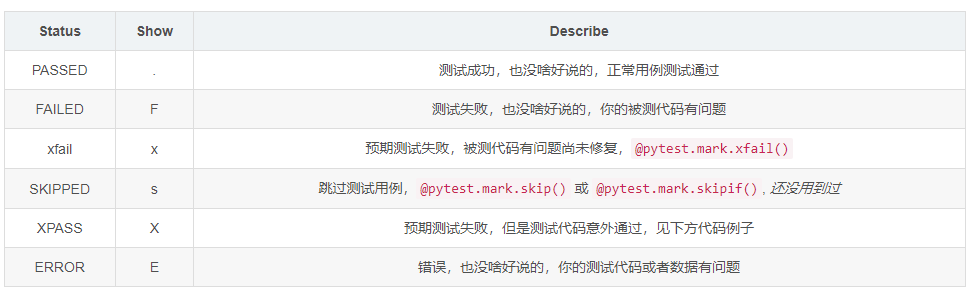 Status Show Describe
PASSED . 测试成功，也没啥好说的，正常用例测试通过
FAILED F 测试失败，也没啥好说的，你的被测代码有问题
xfail x 预期测试失败，被测代码有问题尚未修复，@pytest.mark.xfail()
SKIPPED s 跳过测试用例，@pytest.mark.skip() 或 @pytest.mark.skipif()，还没用到过
XPASS X 预期测试失败，但是测试代码意外通过，见下方代码例子
ERROR E 错误，也没啥好说的，你的测试代码或者数据有问题